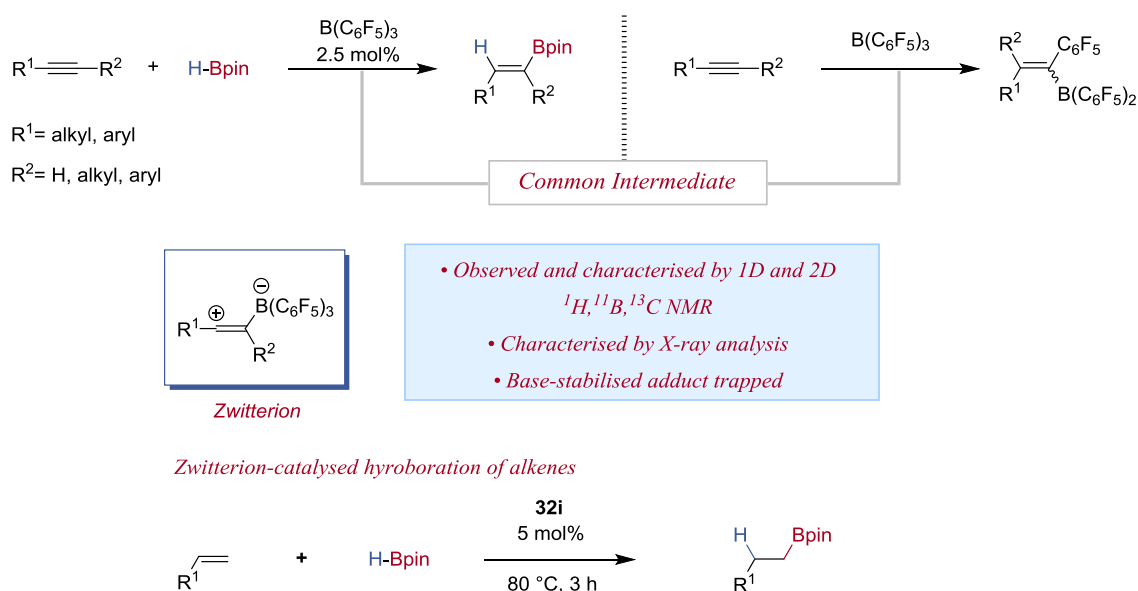 R¹
R²
+
H-Bpin
B(C₆F₅)₃
2.5 mol%
H
Bpin
R¹
R²
R¹
R²
B(C₆F₅)₃
R²
C₆F₅
R¹
B(C₆F₅)₂
R¹= alkyl, aryl
R²= H, alkyl, aryl
Common Intermediate
R¹
⊕
⊖
B(C₆F₅)₃
R²
Zwitterion
• Observed and characterised by 1D and 2D
¹H,¹¹B,¹³C NMR
• Characterised by X-ray analysis
• Base-stabilised adduct trapped
Zwitterion-catalysed hyroboration of alkenes
R¹
+
H-Bpin
32i
5 mol%
80 °C, 3 h
H
Bpin
R¹